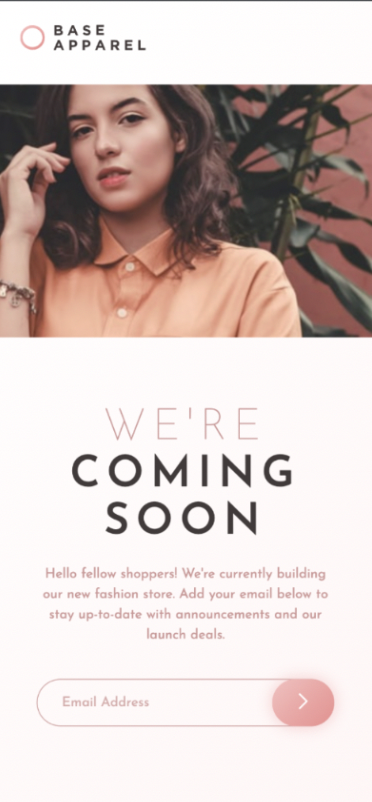 BASE
APPAREL
WE'RE
COMING
SOON
Hello fellow shoppers! We're currently building
our new fashion store. Add your email below to
stay up-to-date with announcements and our
launch deals.
Email Address